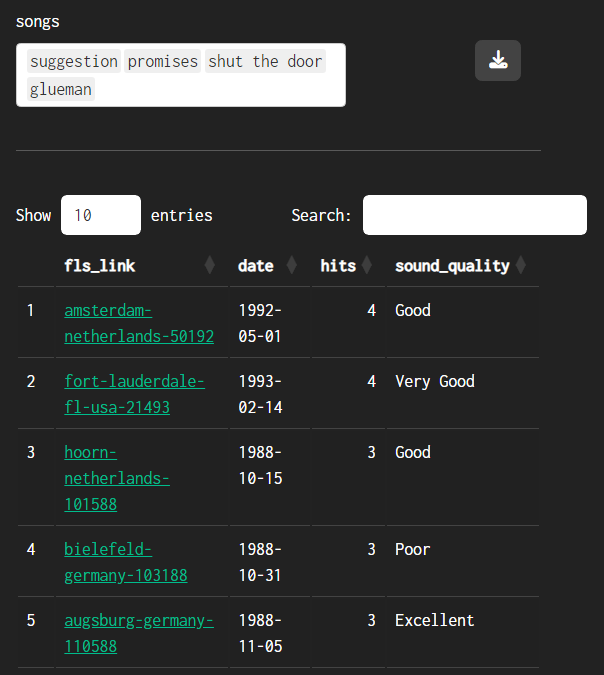 songs
suggestion promises shut the door
glueman
Show 10 entries Search:
fls_link date hits sound_quality
1 amsterdam- 1992- 4 Good
netherlands-50192 05-01
2 fort-lauderdale- 1993- 4 Very Good
fl-usa-21493 02-14
3 hoorn- 1988- 3 Good
netherlands- 10-15
101588
4 bielefeld- 1988- 3 Poor
germany-103188 10-31
5 augsburg-germany- 1988- 3 Excellent
110588 11-05